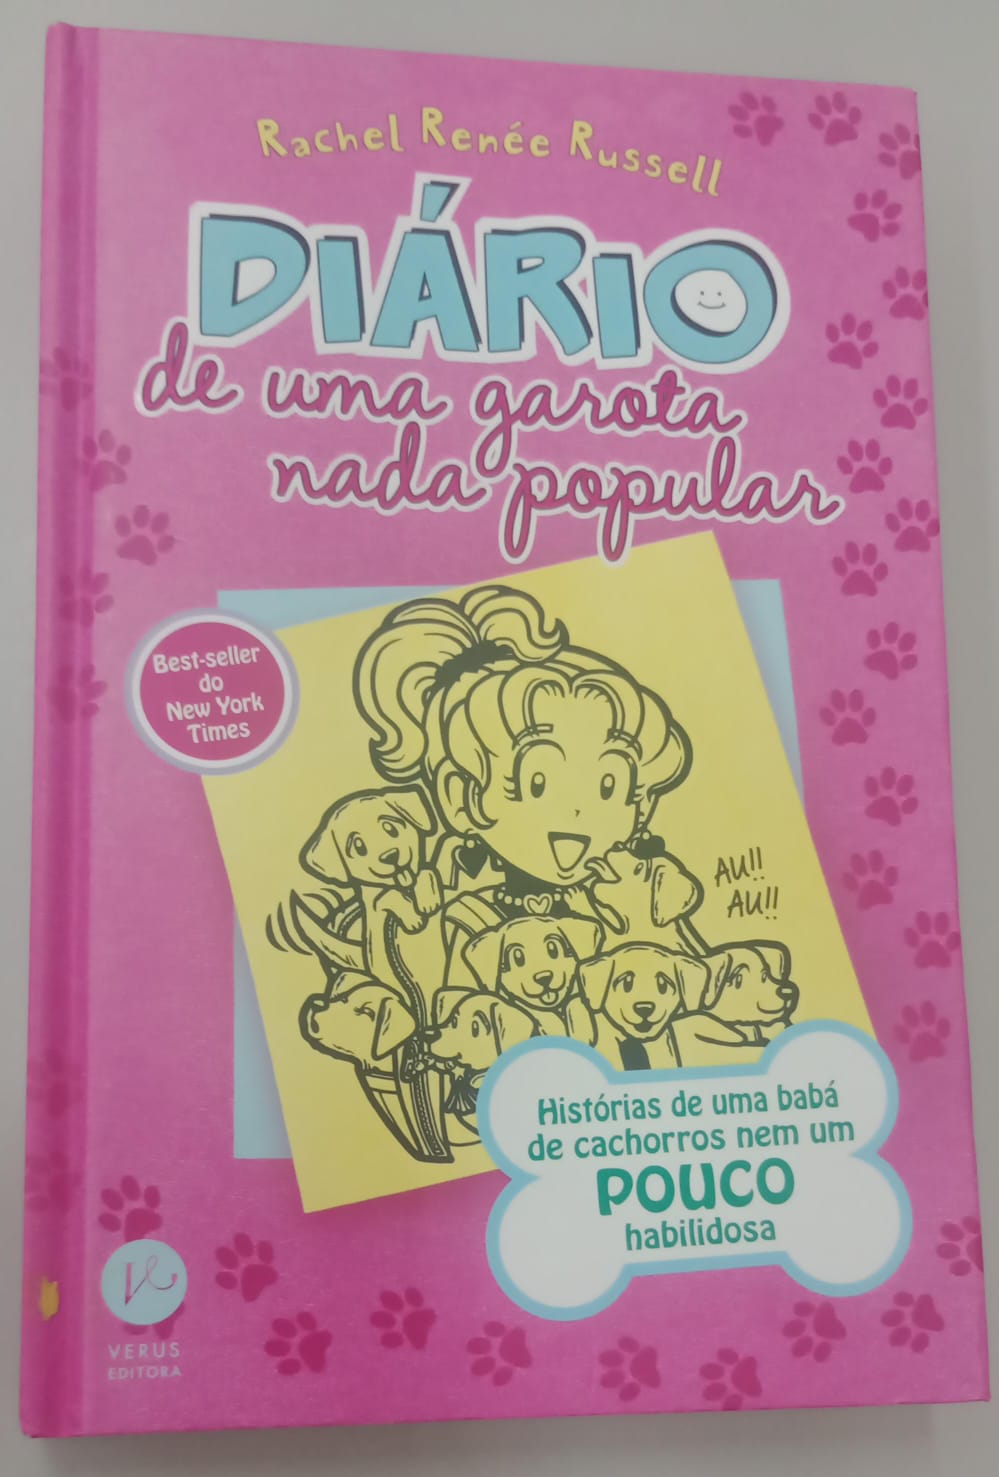 Rachel Renée Russell
DIÁRIO
de uma garota
nada popular
Best-seller
do
New York
Times
AU!!
AU!!
Histórias de uma babá
de cachorros nem um
POUCO
habilidosa
VERUS
EDITORA